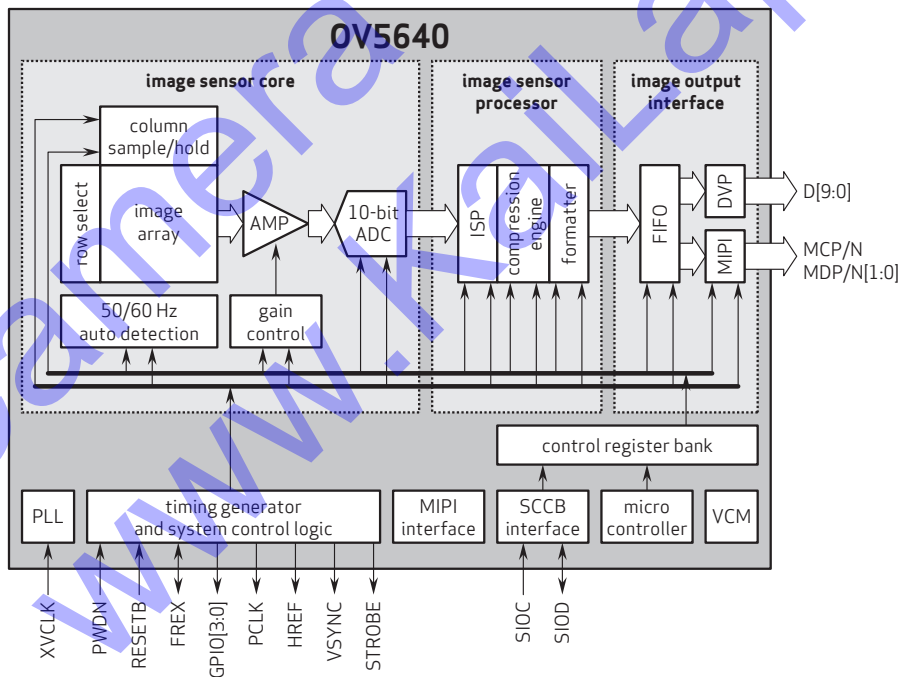 OV5640
image sensor core
image sensor
processor
image output
interface
column
sample/hold
row select
image
array
AMP
10-bit
ADC
ISP
compression
engine
formatter
FIFO
DVP
MIPI
D[9:0]
MCP/N
MDP/N[1:0]
50/60 Hz
auto detection
gain
control
control register bank
PLL
timing generator
and system control logic
MIPI
interface
SCCB
interface
micro
controller
VCM
XVCLK
PWDN
RESETB
FREX
GPIO[3:0]
PCLK
HREF
VSYNC
STROBE
SIOC
SIOD
camera
www.KaiLa